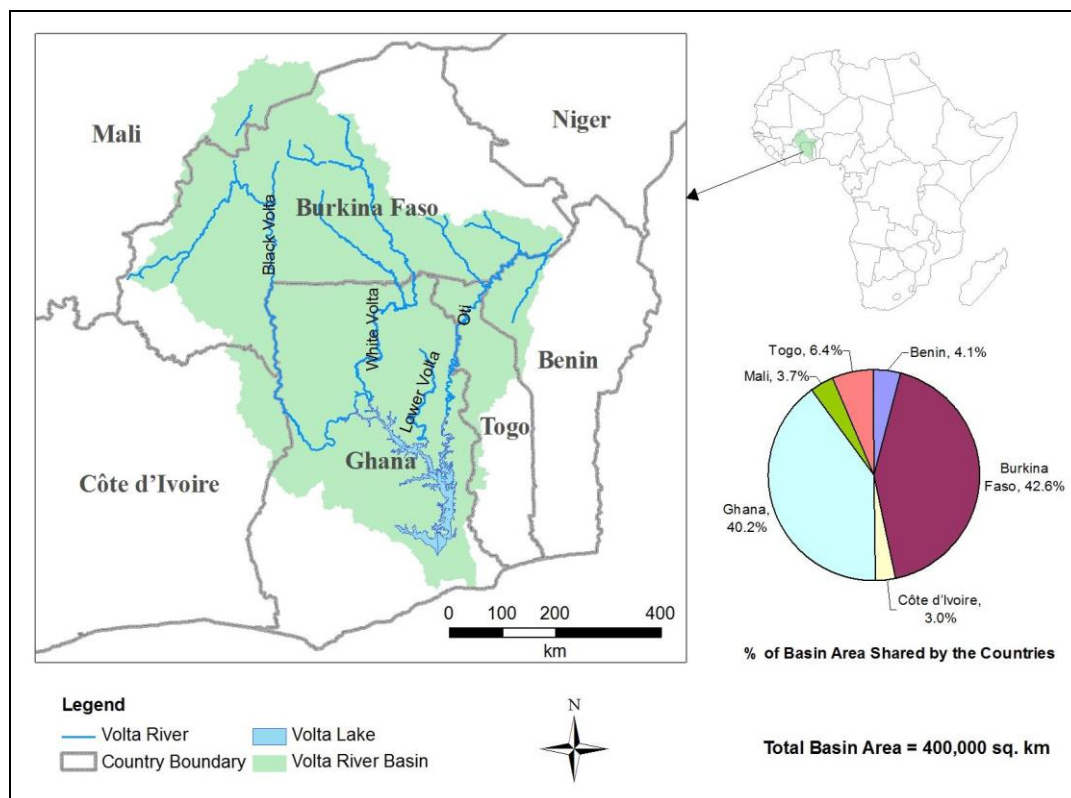 Mali
Niger
Burkina Faso
Black Volta
White Volta
Oti
Lower Volta
Benin
Togo
Ghana
Côte d’Ivoire
0 100 200 400
km
Togo, 6.4%
Benin, 4.1%
Mali, 3.7%
Burkina
Faso, 42.6%
Ghana,
40.2%
Côte d'Ivoire,
3.0%
% of Basin Area Shared by the Countries
Legend
Volta River
Volta Lake
Country Boundary
Volta River Basin
N
Total Basin Area = 400,000 sq. km